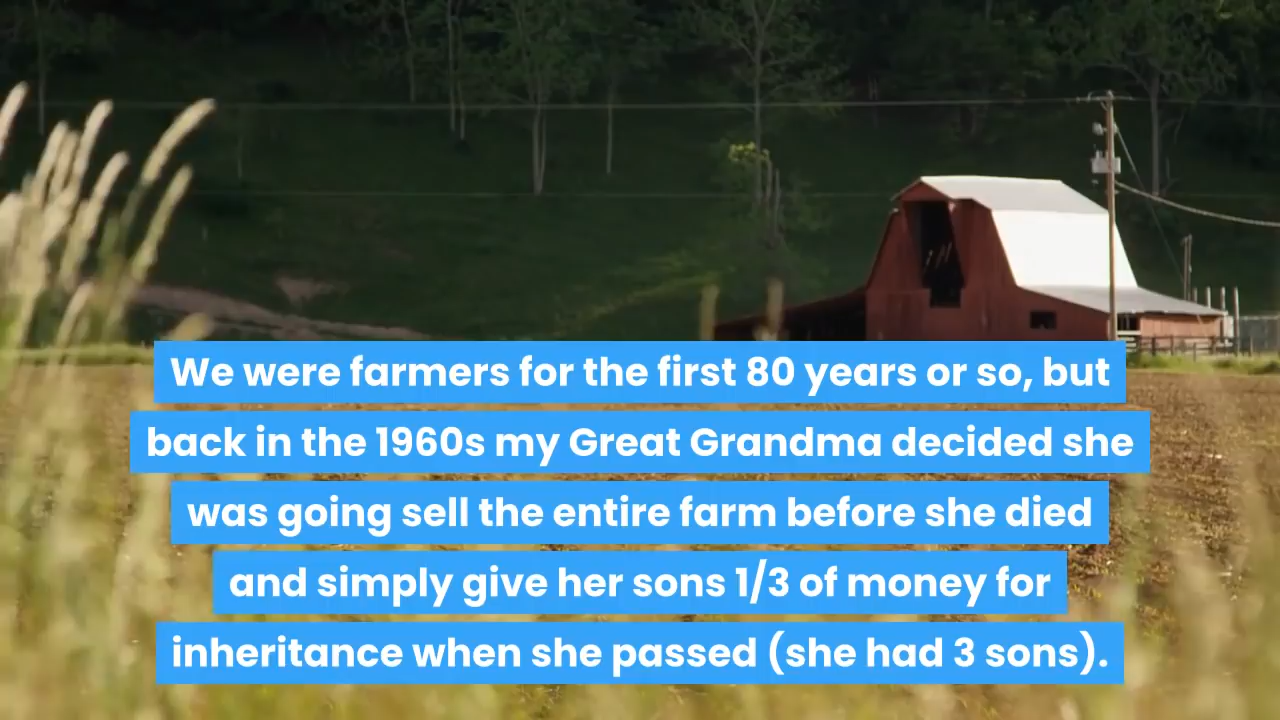 We were farmers for the first 80 years or so, but
back in the 1960s my Great Grandma decided she
was going sell the entire farm before she died
and simply give her sons 1/3 of money for
inheritance when she passed (she had 3 sons).